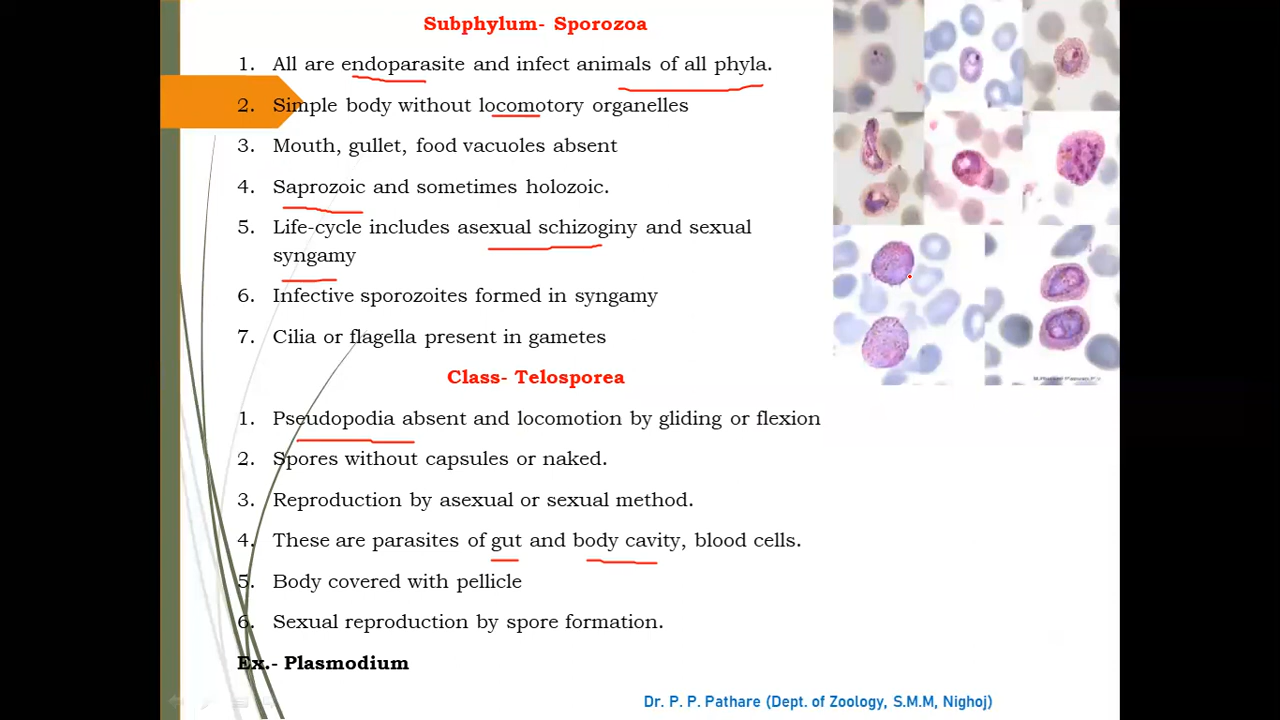 Subphylum- Sporozoa
1. All are endoparasite and infect animals of all phyla.
2. Simple body without locomotory organelles
3. Mouth, gullet, food vacuoles absent
4. Saprozoic and sometimes holozoic.
5. Life-cycle includes asexual schizoginy and sexual
syngamy
6. Infective sporozoites formed in syngamy
7. Cilia or flagella present in gametes
Class- Telosporea
1. Pseudopodia absent and locomotion by gliding or flexion
2. Spores without capsules or naked.
3. Reproduction by asexual or sexual method.
4. These are parasites of gut and body cavity, blood cells.
5. Body covered with pellicle
6. Sexual reproduction by spore formation.
Ex.- Plasmodium
Dr. P. P. Pathare (Dept. of Zoology, S.M.M, Nighoj)